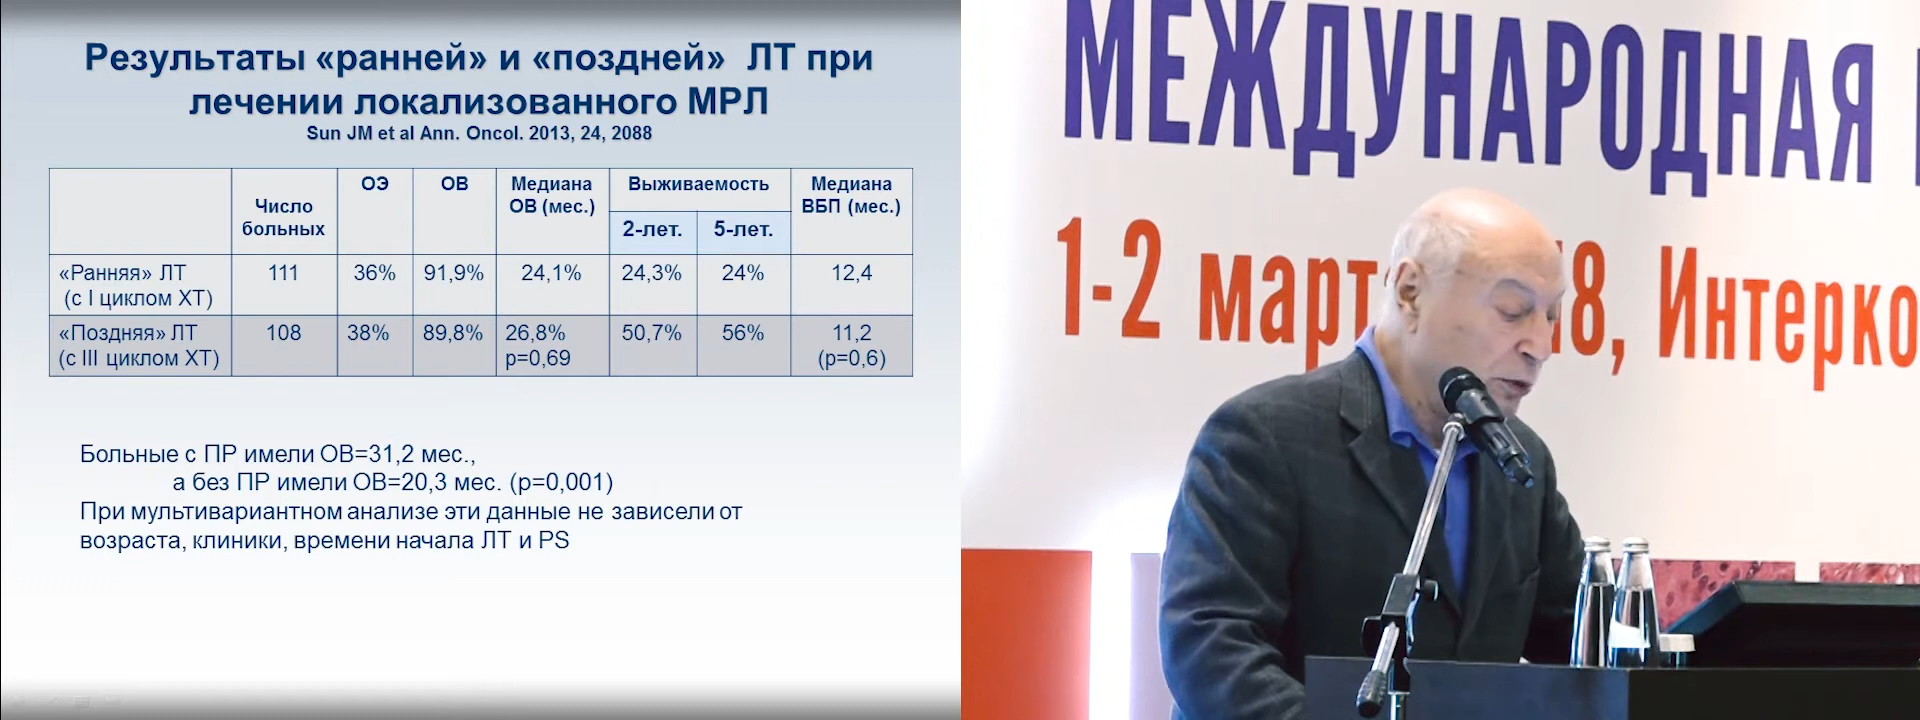 Результаты «ранней» и «поздней» ЛТ при
лечении локализованного МРЛ
Sun JM et al Ann. Oncol. 2013, 24, 2088
Число больных ОЭ ОВ Медиана ОВ (мес.) Выживаемость Медиана ВБП (мес.)
2-лет. 5-лет.
«Ранняя» ЛТ (с I циклом ХТ) 111 36% 91,9% 24,1% 24,3% 24% 12,4
«Поздняя» ЛТ (с III циклом ХТ) 108 38% 89,8% 26,8% p=0,69 50,7% 56% 11,2 (p=0,6)
Больные с ПР имели ОВ=31,2 мес.,
а без ПР имели ОВ=20,3 мес. (p=0,001)
При мультивариантном анализе эти данные не зависели от
возраста, клиники, времени начала ЛТ и PS
МЕЖДУНАРОДНАЯ
1-2 март 18, Интерко